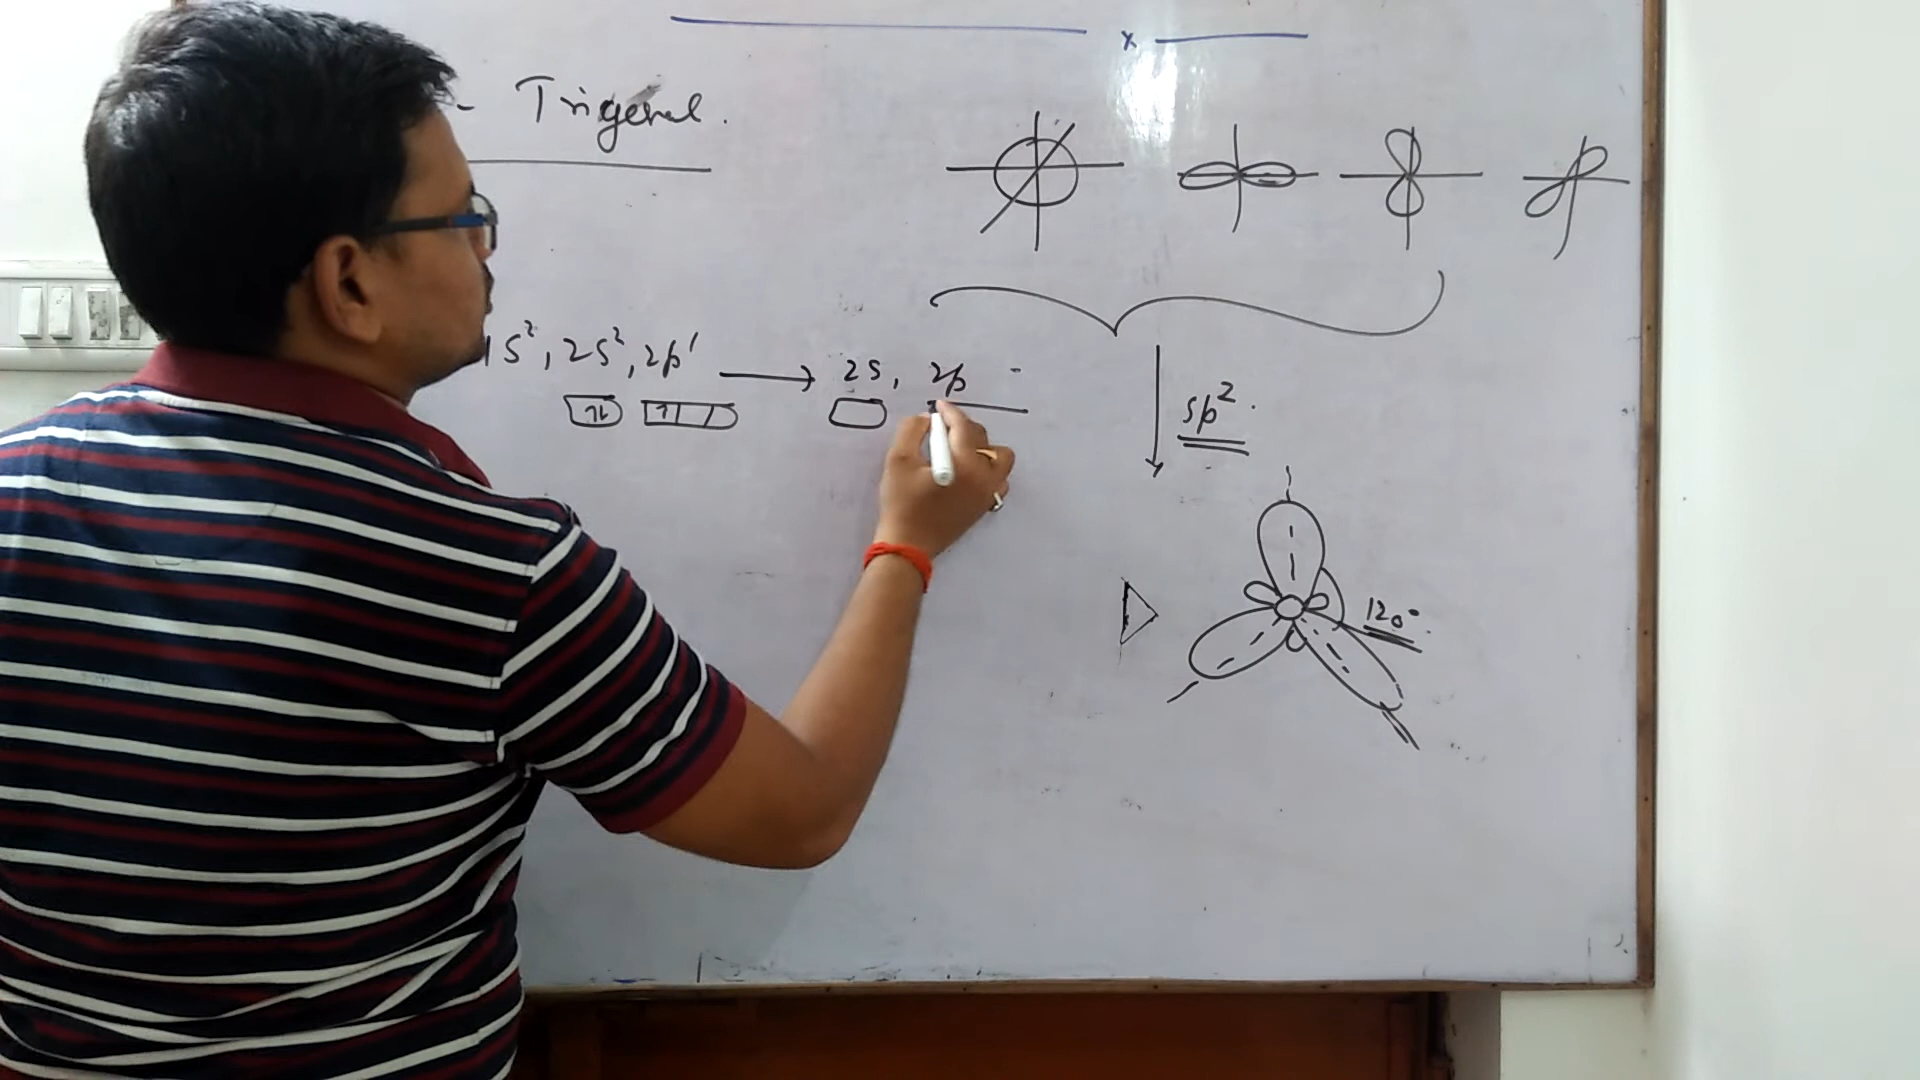 - Trigonal.
1s², 2s², 2p¹ → 2s, 2p
sp².
120°.